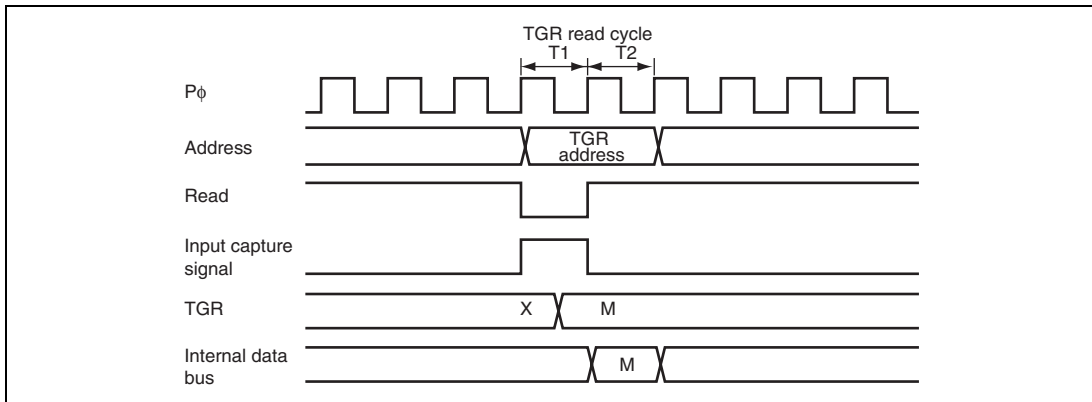 TGR read cycle
T1 T2
Pϕ
Address
TGR
address
Read
Input capture
signal
TGR
X M
Internal data
bus
M